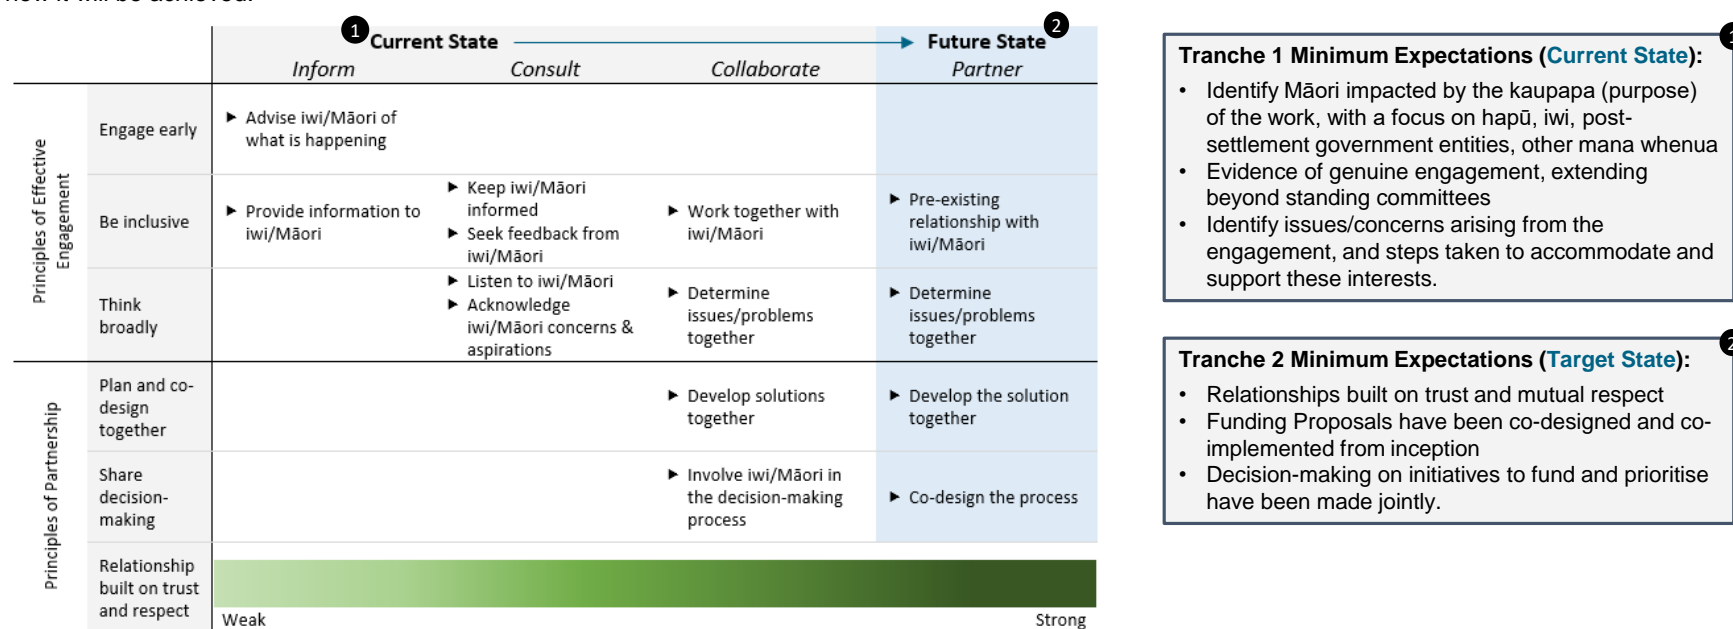 how it will be achieved.
1 Current State
2 Future State
Inform
Consult
Collaborate
Partner
Principles of Effective
Engagement
Engage early
► Advise iwi/Māori of
what is happening
Be inclusive
► Provide information to
iwi/Māori
► Keep iwi/Māori
informed
► Seek feedback from
iwi/Māori
► Work together with
iwi/Māori
► Pre-existing
relationship with
iwi/Māori
Think
broadly
► Listen to iwi/Māori
► Acknowledge
iwi/Māori concerns &
aspirations
► Determine
issues/problems
together
► Determine
issues/problems
together
Principles of Partnership
Plan and co-
design
together
► Develop solutions
together
► Develop the solution
together
Share
decision-
making
► Involve iwi/Māori in
the decision-making
process
► Co-design the process
Relationship
built on trust
and respect
Weak
Strong
1
Tranche 1 Minimum Expectations (Current State):
• Identify Māori impacted by the kaupapa (purpose)
of the work, with a focus on hapū, iwi, post-
settlement government entities, other mana whenua
• Evidence of genuine engagement, extending
beyond standing committees
• Identify issues/concerns arising from the
engagement, and steps taken to accommodate and
support these interests.
2
Tranche 2 Minimum Expectations (Target State):
• Relationships built on trust and mutual respect
• Funding Proposals have been co-designed and co-
implemented from inception
• Decision-making on initiatives to fund and prioritise
have been made jointly.